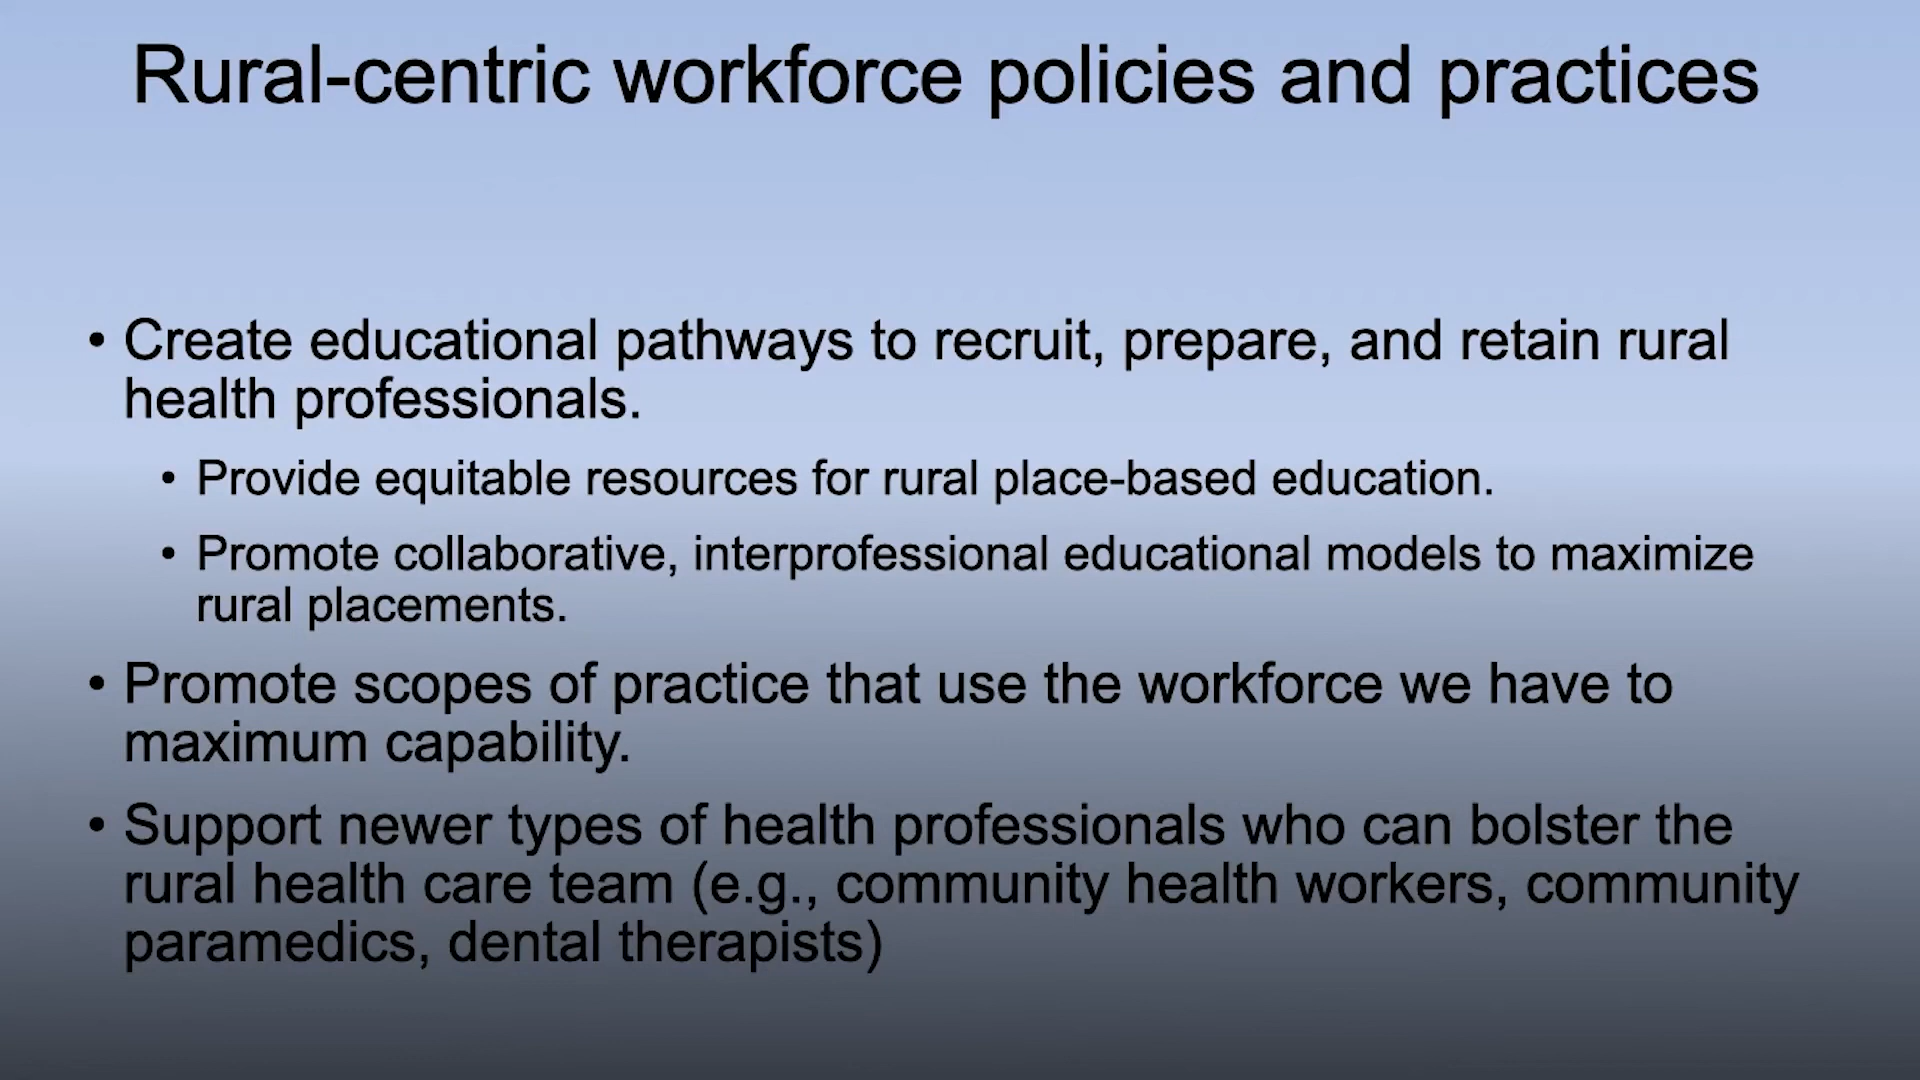 Rural-centric workforce policies and practices
• Create educational pathways to recruit, prepare, and retain rural
health professionals.
• Provide equitable resources for rural place-based education.
• Promote collaborative, interprofessional educational models to maximize
rural placements.
• Promote scopes of practice that use the workforce we have to
maximum capability.
• Support newer types of health professionals who can bolster the
rural health care team (e.g., community health workers, community
paramedics, dental therapists)